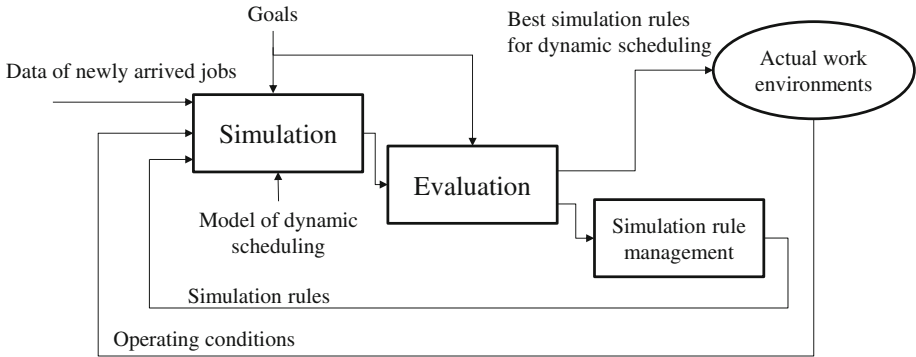 Goals
Best simulation rules
for dynamic scheduling
Actual work
environments
Data of newly arrived jobs
Simulation
Evaluation
Model of dynamic
scheduling
Simulation rule
management
Simulation rules
Operating conditions